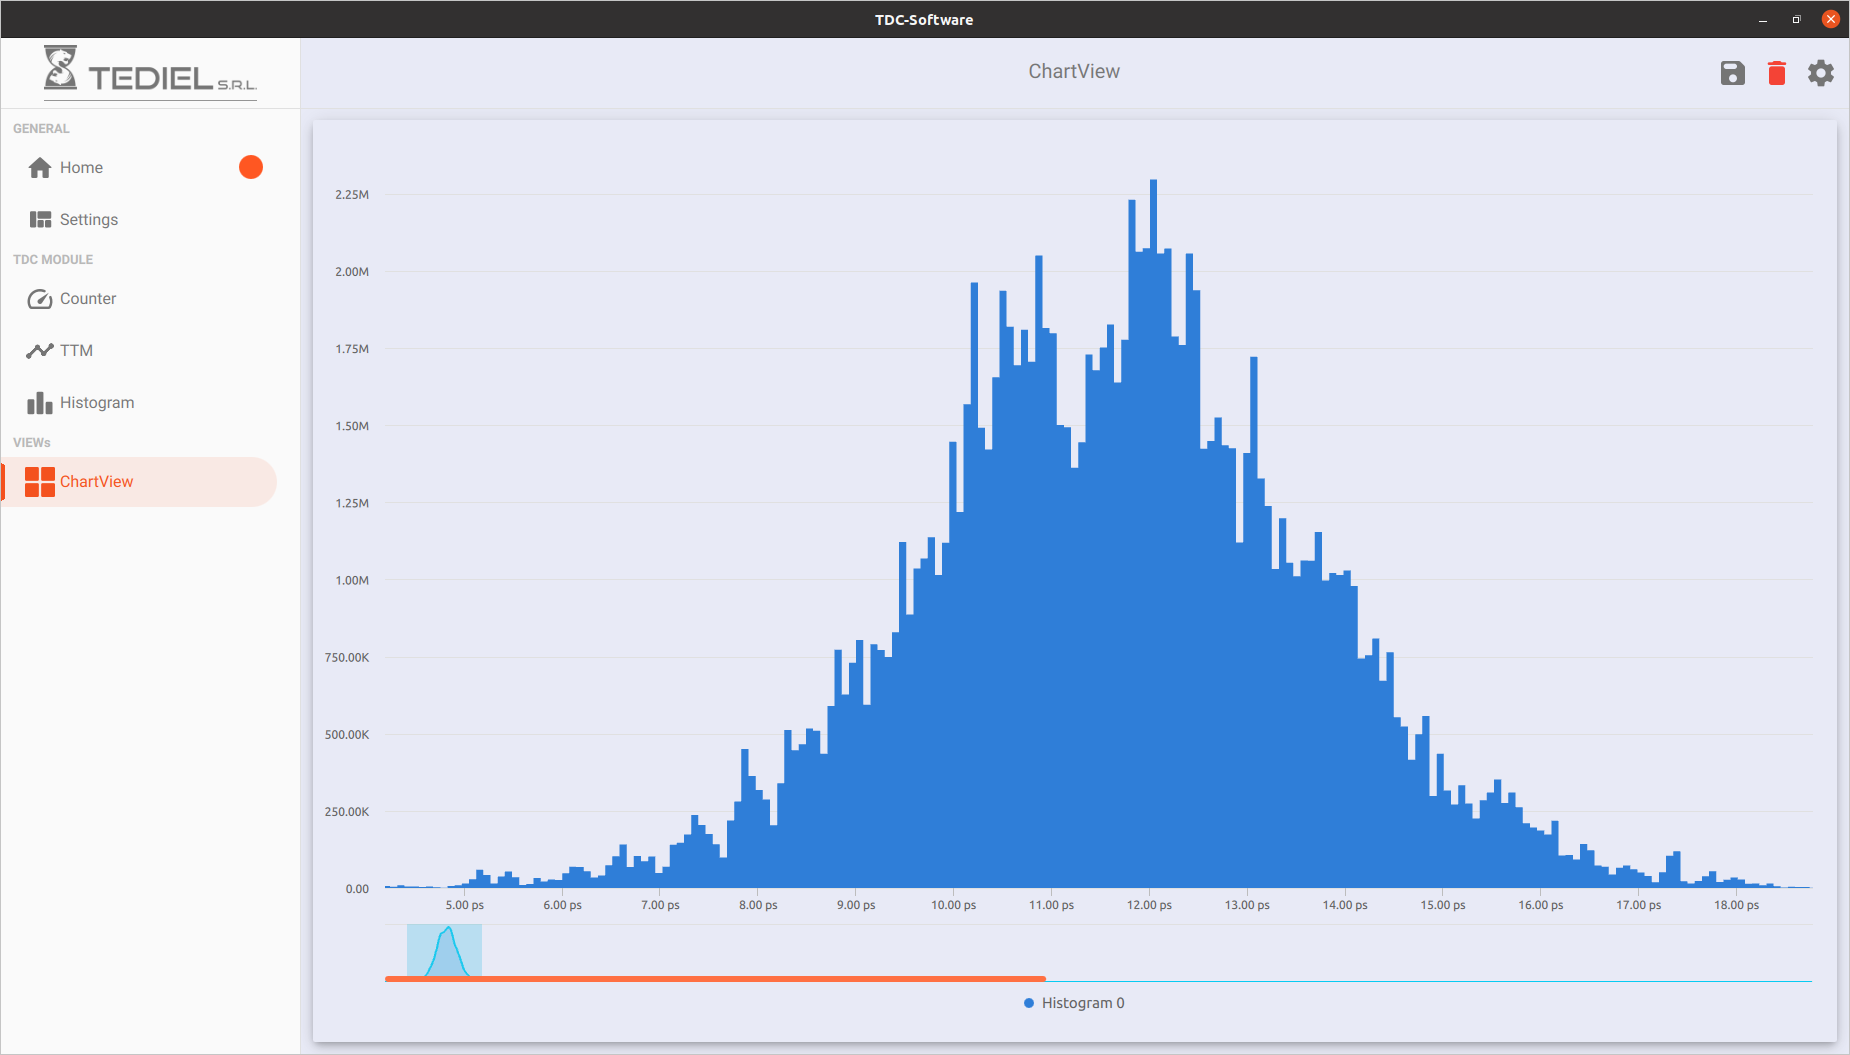 TDC-Software
TEDIEL S.R.L.
ChartView
GENERAL
Home
Settings
TDC MODULE
Counter
TTM
Histogram
VIEWs
ChartView
2.25M
2.00M
1.75M
1.50M
1.25M
1.00M
750.00K
500.00K
250.00K
0.00
5.00 ps 6.00 ps 7.00 ps 8.00 ps 9.00 ps 10.00 ps 11.00 ps 12.00 ps 13.00 ps 14.00 ps 15.00 ps 16.00 ps 17.00 ps 18.00 ps
Histogram 0